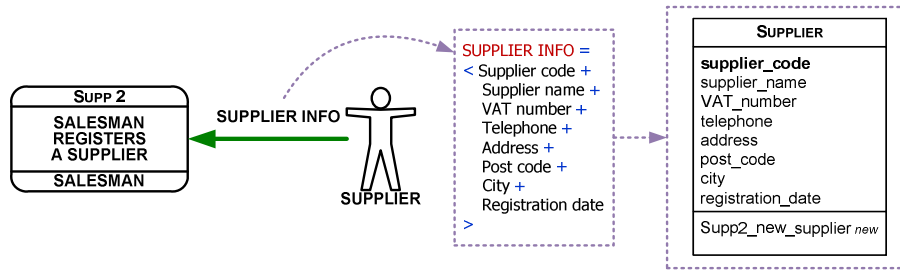 SUPP 2
SALESMAN
REGISTERS
A SUPPLIER
SALESMAN
SUPPLIER INFO
SUPPLIER
SUPPLIER INFO =
< Supplier code +
Supplier name +
VAT number +
Telephone +
Address +
Post code +
City +
Registration date
>
SUPPLIER
supplier_code
supplier_name
VAT_number
telephone
address
post_code
city
registration_date
Supp2_new_supplier new